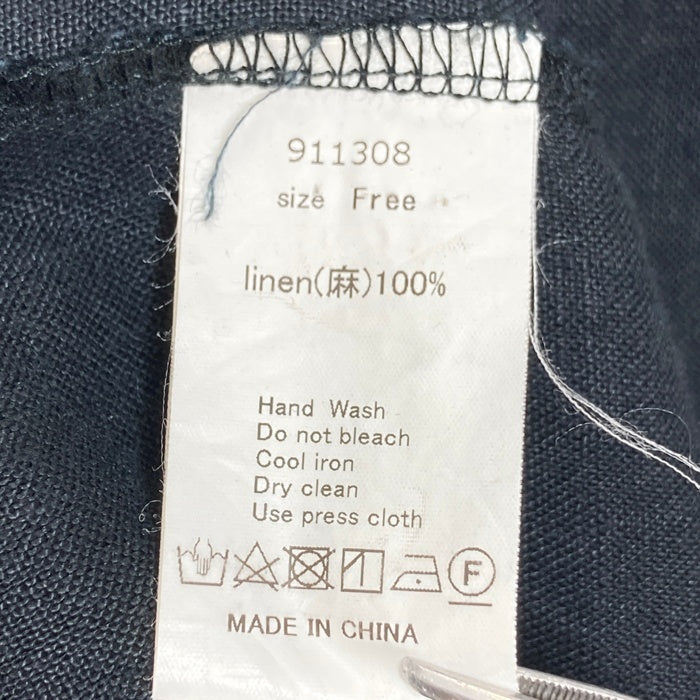 911308
size Free
linen(麻)100%
Hand Wash
Do not bleach
Cool iron
Dry clean
Use press cloth
F
MADE IN CHINA